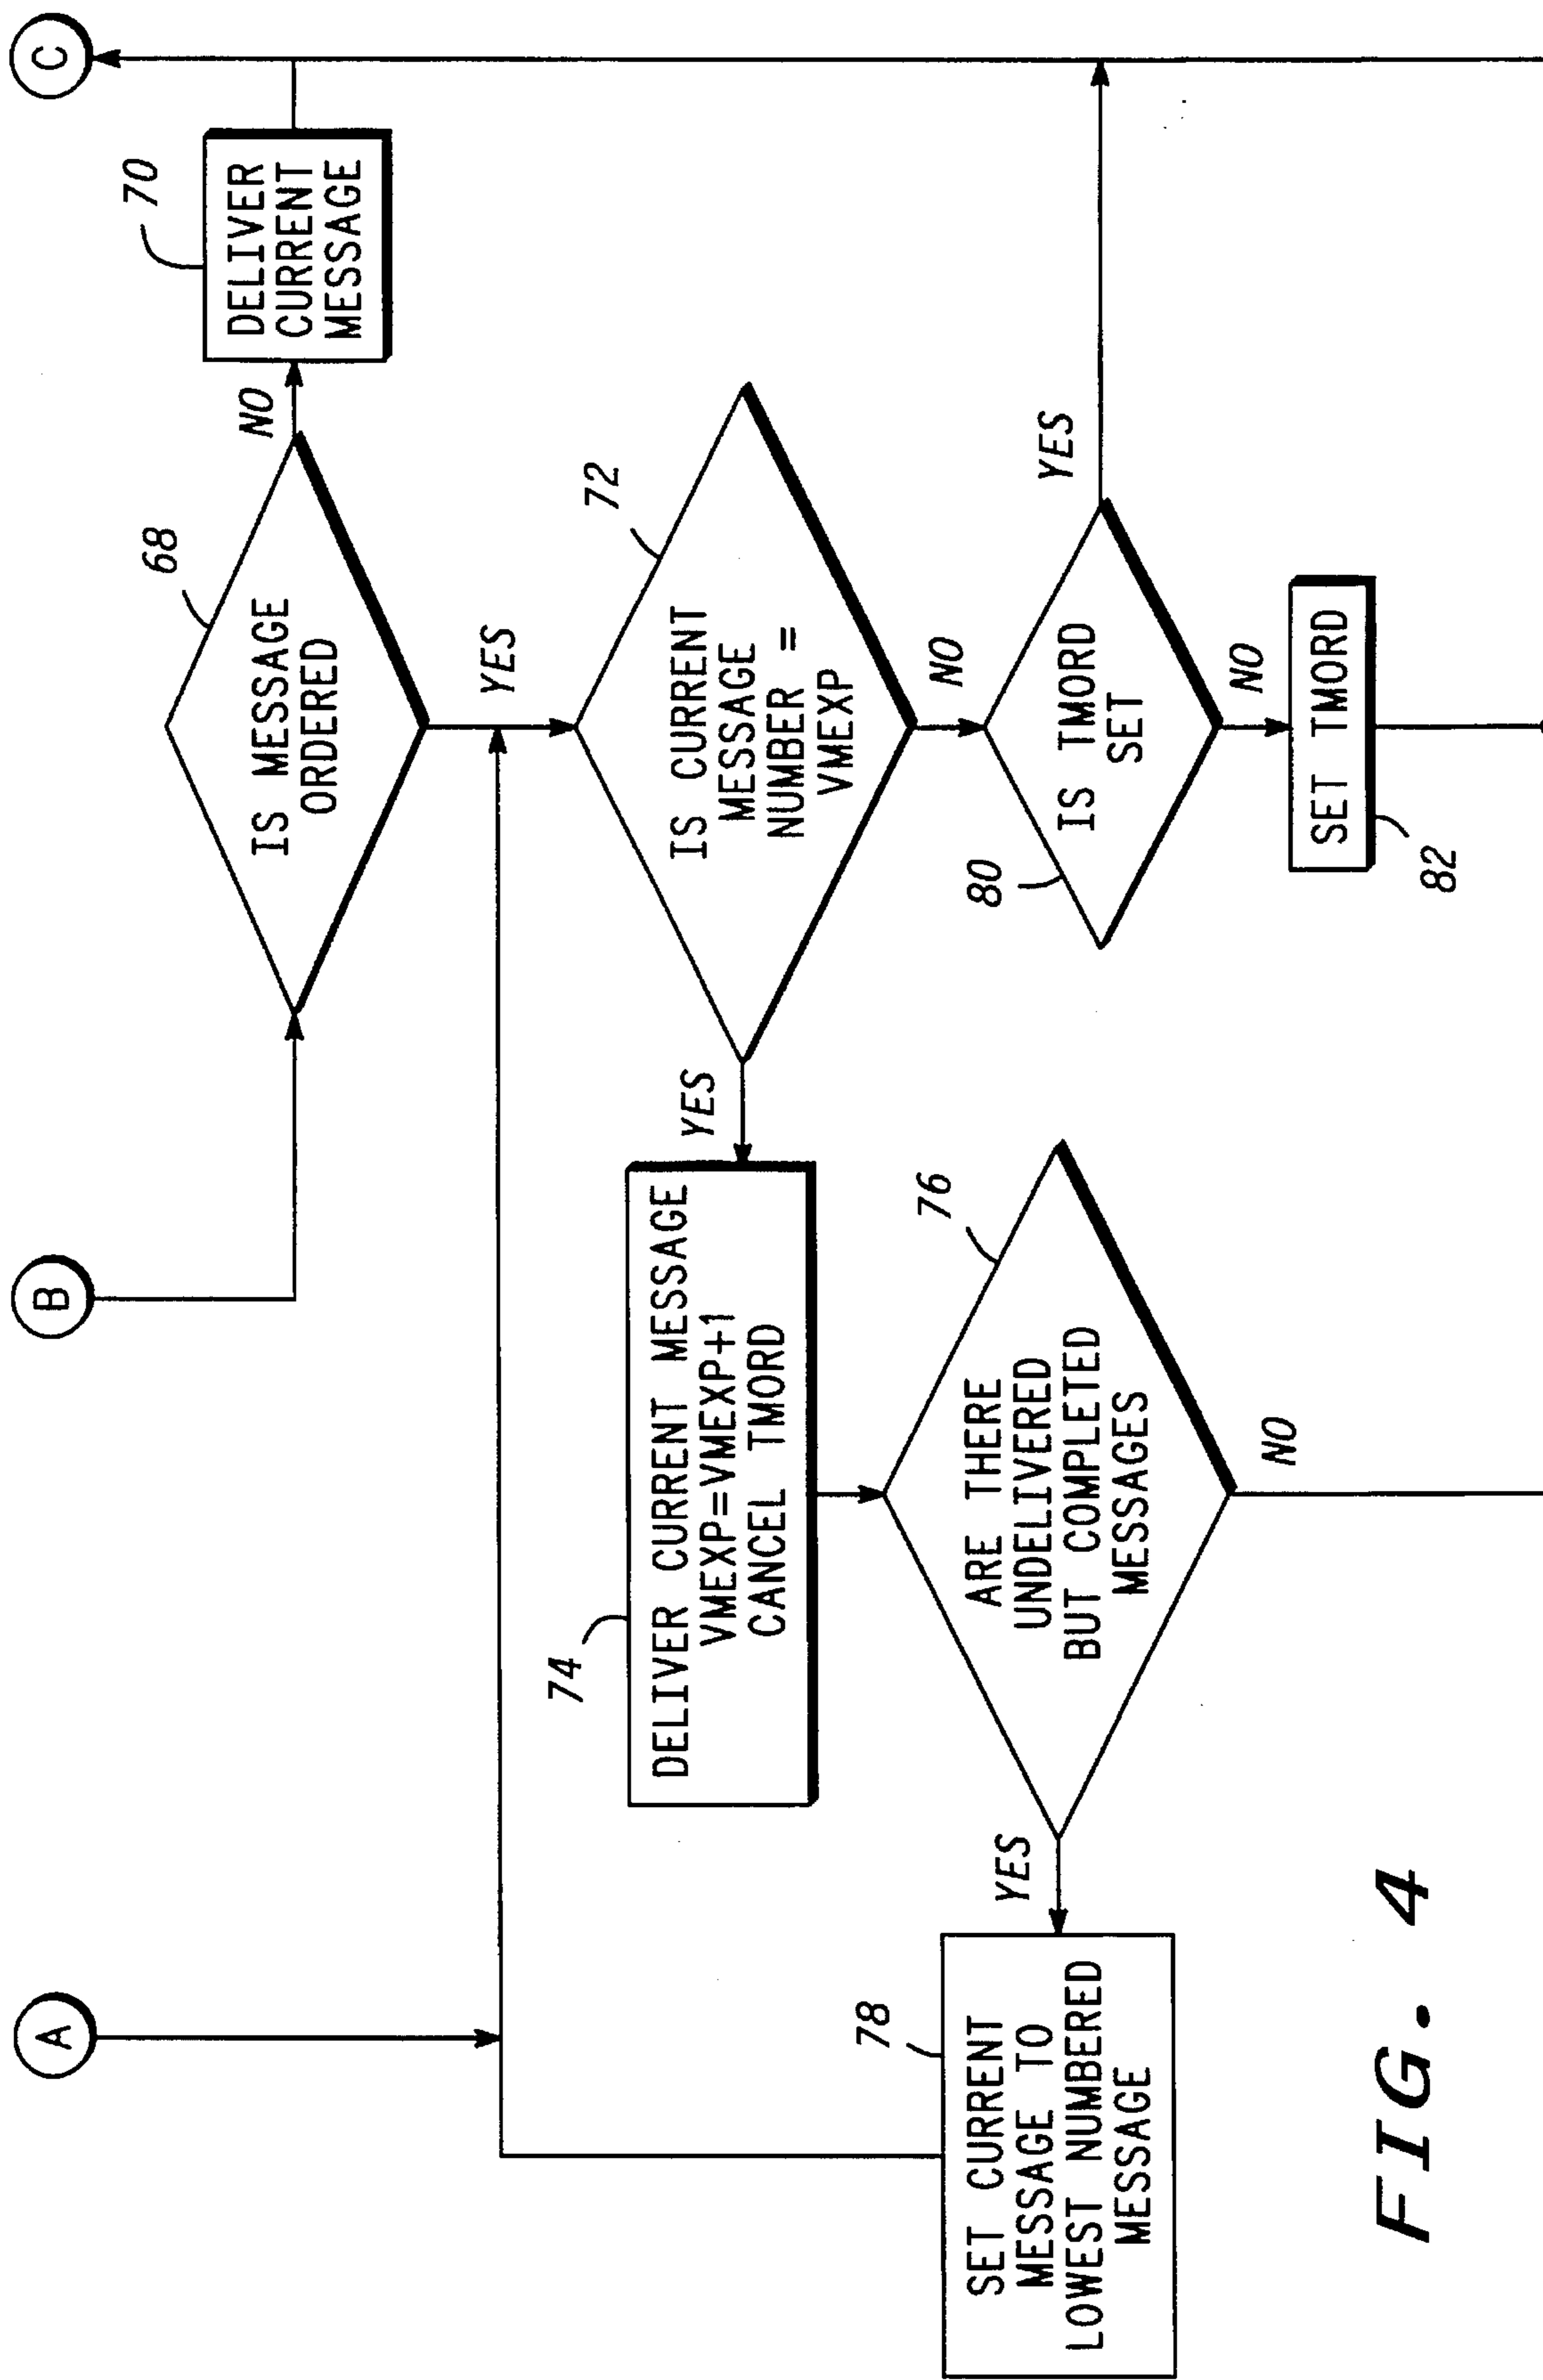 A
B
C
68
IS MESSAGE
ORDERED
NO
70
DELIVER
CURRENT
MESSAGE
YES
72
IS CURRENT
MESSAGE
NUMBER =
VMEXP
YES
74
DELIVER CURRENT MESSAGE
VMEXP=VMEXP+1
CANCEL TMORD
NO
76
ARE THERE
UNDELIVERED
BUT COMPLETED
MESSAGES
YES
NO
78
SET CURRENT
MESSAGE TO
LOWEST NUMBERED
MESSAGE
80
IS TMORD
SET
YES
NO
SET TMORD
82
FIG. 4